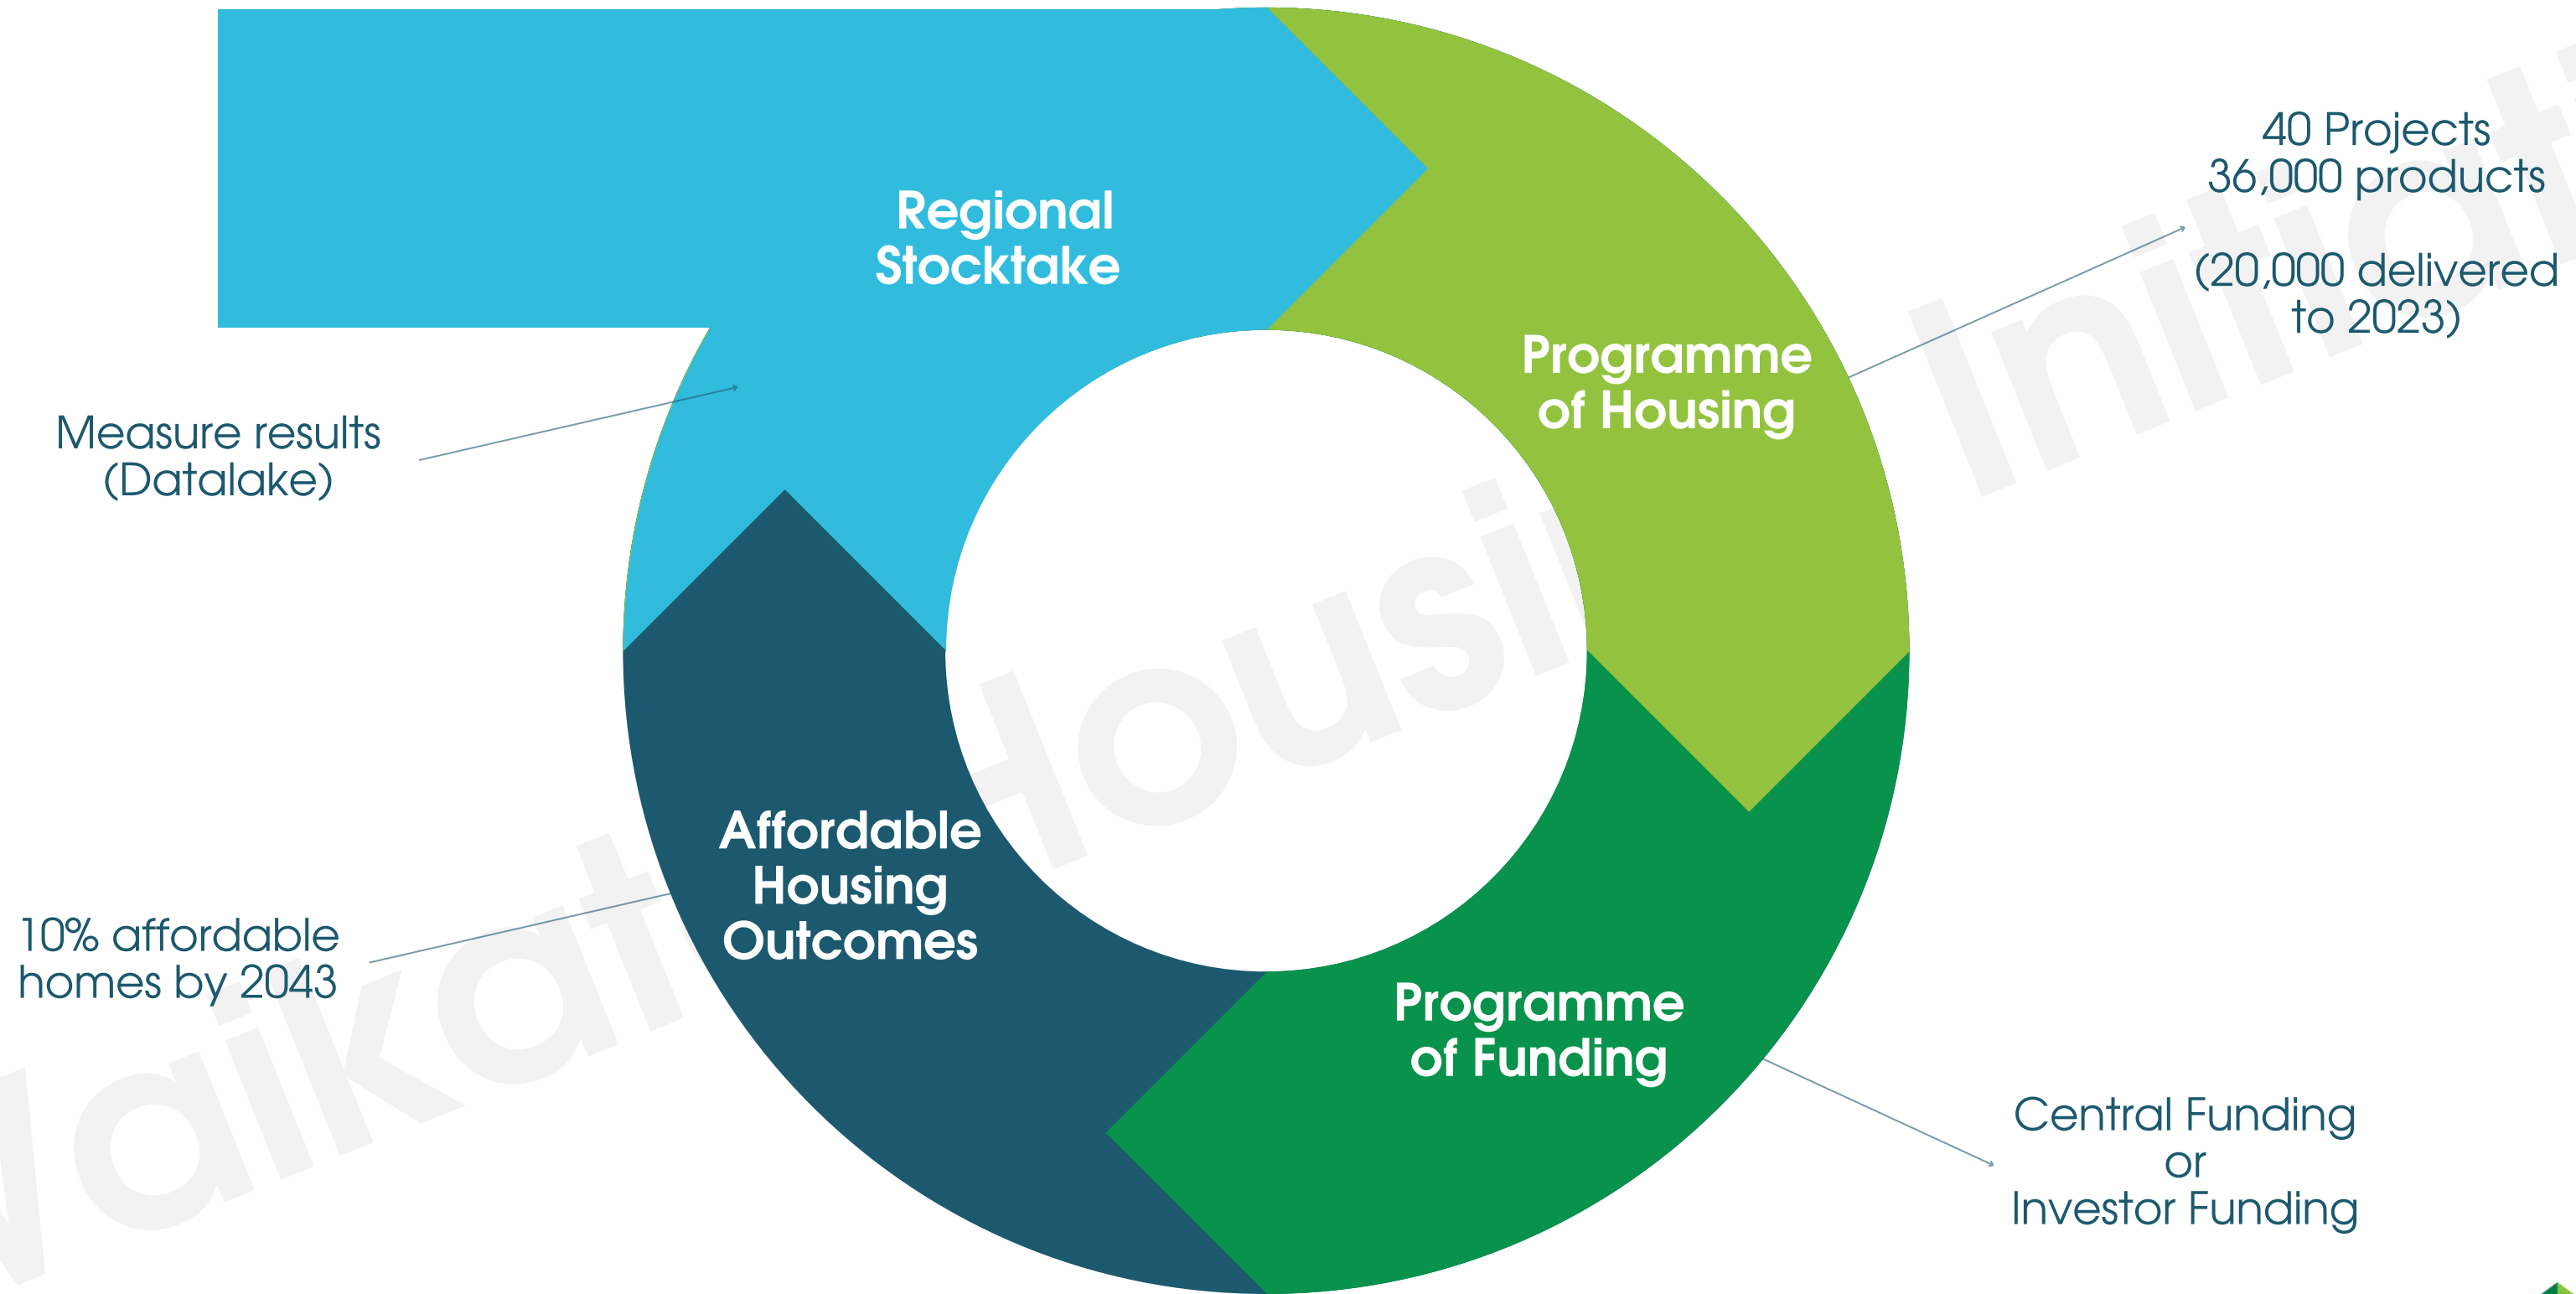 Regional
Stocktake
40 Projects
36,000 products
(20,000 delivered
to 2023)
Programme
of Housing
Measure results
(Datalake)
Affordable
Housing
Outcomes
10% affordable
homes by 2043
Programme
of Funding
Central Funding
or
Investor Funding